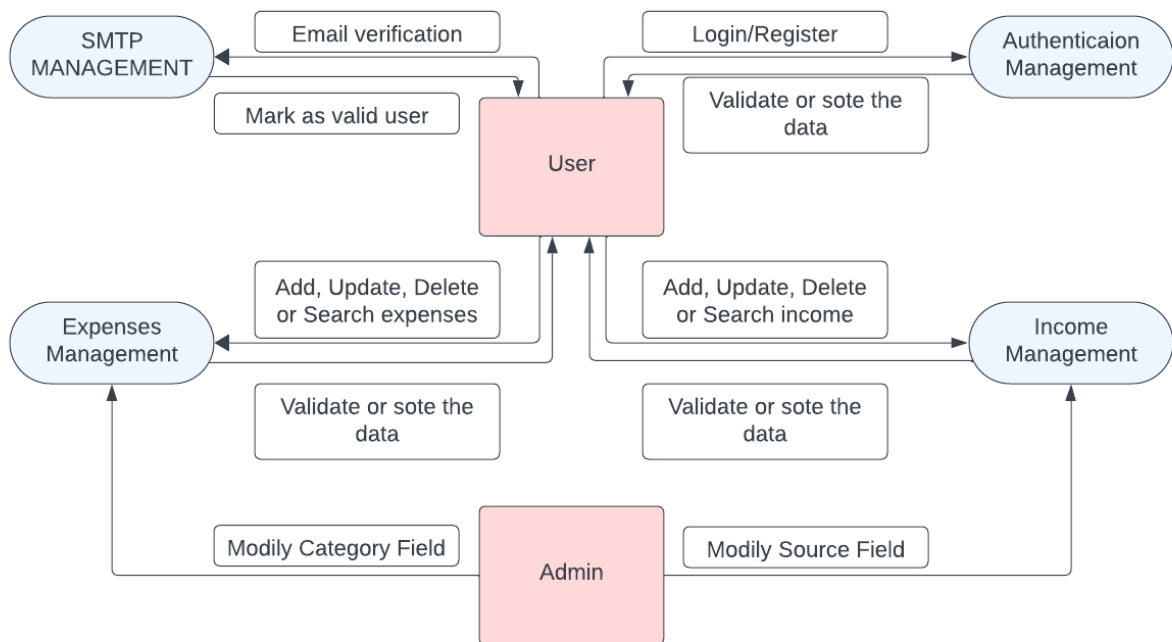 SMTP
MANAGEMENT
Email verification
Login/Register
Authenticaion
Management
Mark as valid user
Validate or sote the
data
User
Add, Update, Delete
or Search expenses
Add, Update, Delete
or Search income
Expenses
Management
Income
Management
Validate or sote the
data
Validate or sote the
data
Modily Category Field
Admin
Modily Source Field